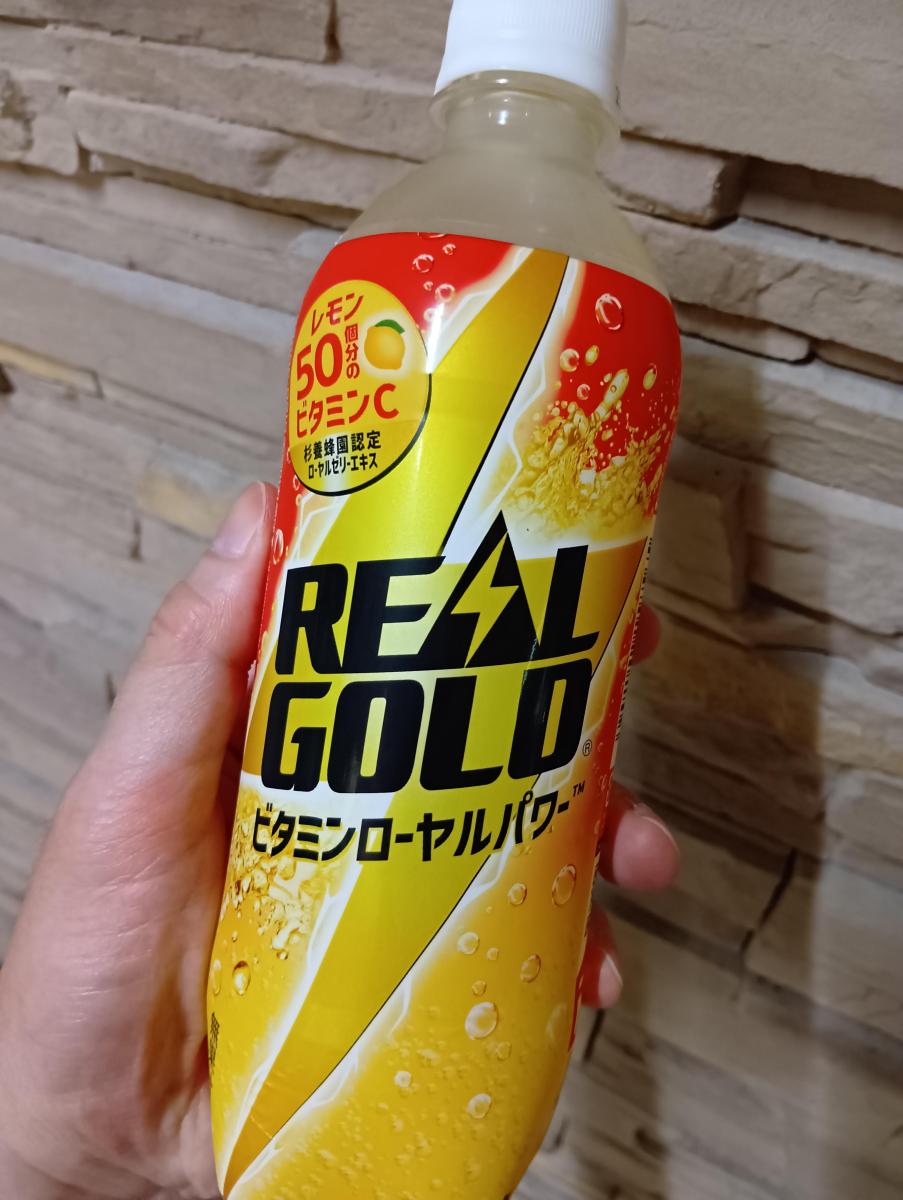 レモン
50個分の
ビタミンC
杉養蜂園認定
ローヤルゼリーエキス
REAL
GOLD®
ビタミンローヤルパワー™